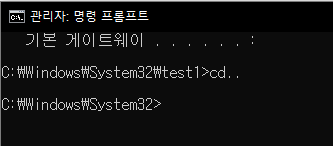 관리자: 명령 프롬프트
기본 게이트웨이 . . . . . . :
C:₩Windows₩System32₩test1>cd..
C:₩Windows₩System32>